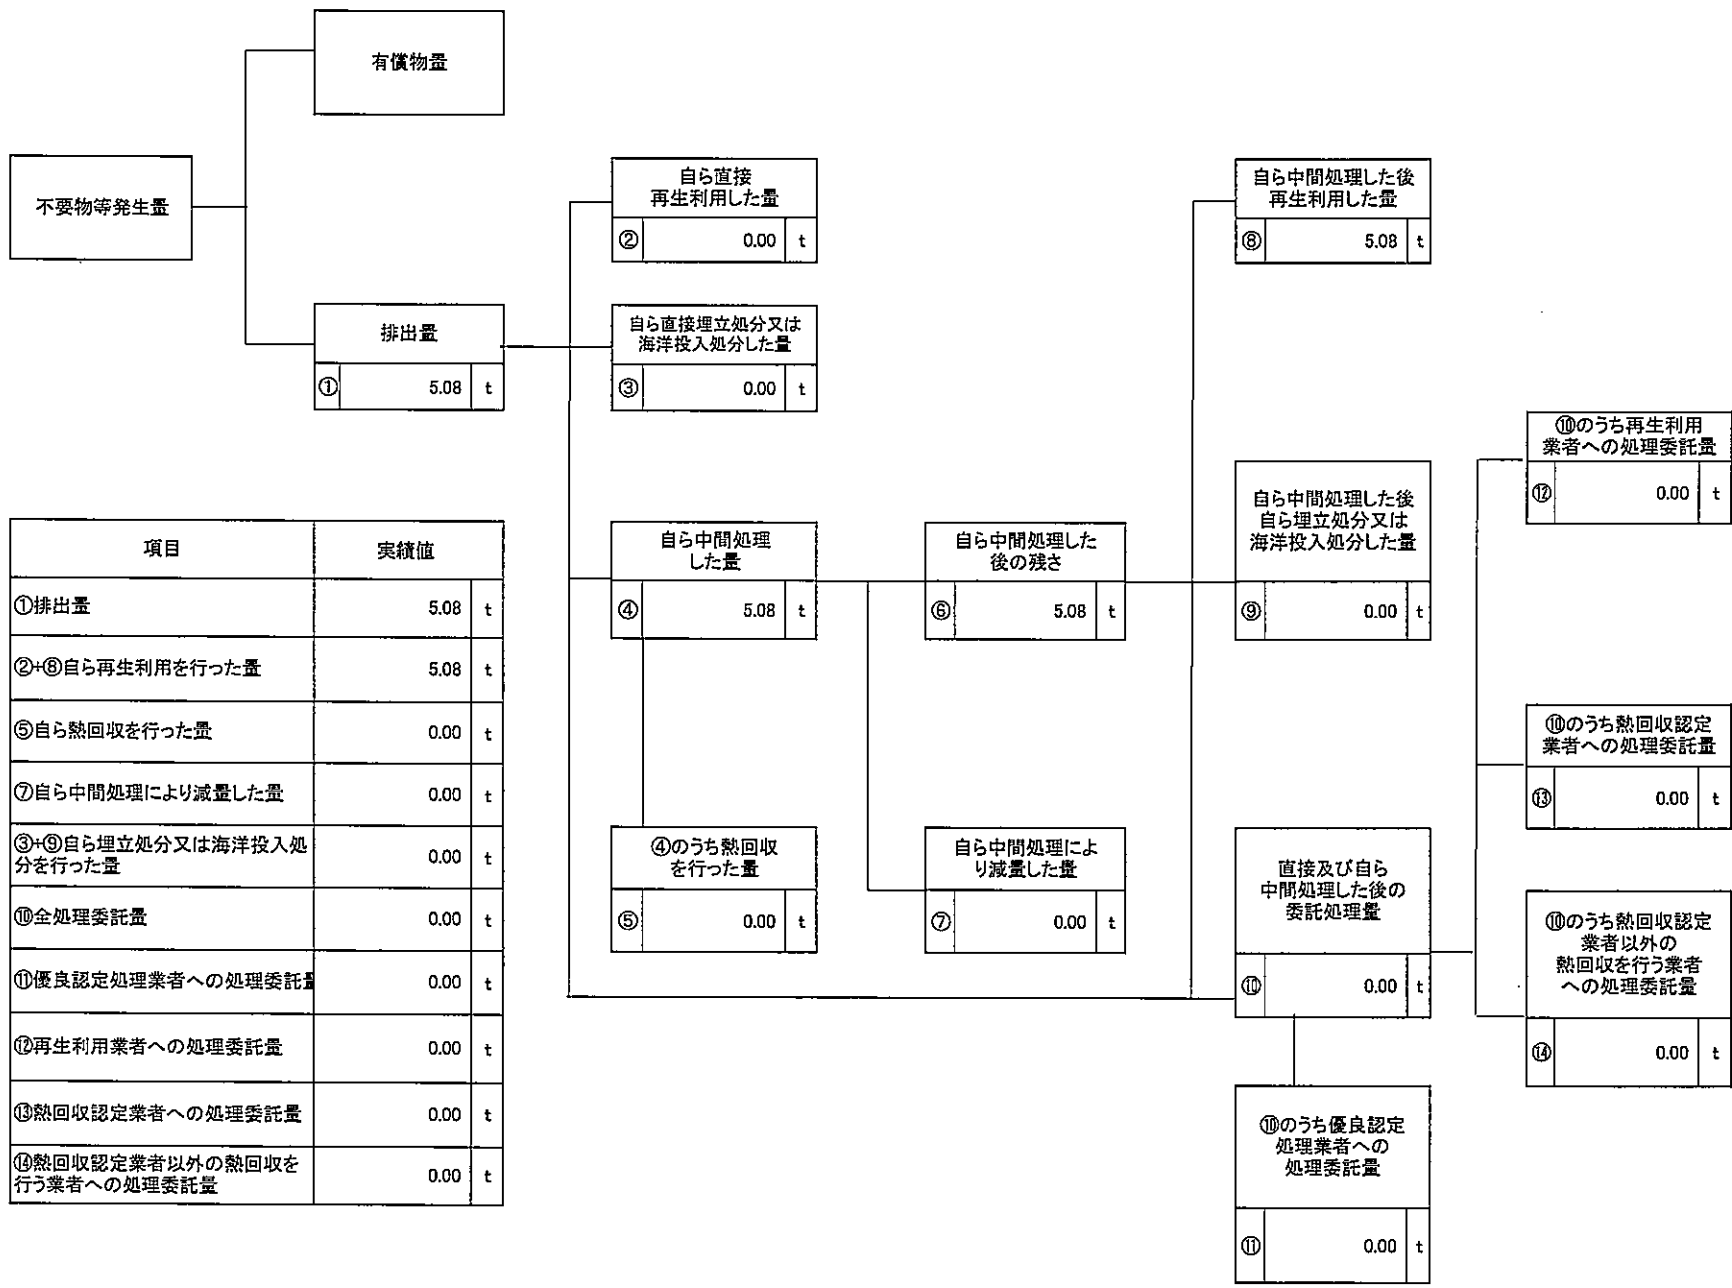 有償物量
不要物等発生量
排出量
① 5.08 t
自ら直接
再生利用した量
② 0.00 t
自ら直接埋立処分又は
海洋投入処分した量
③ 0.00 t
自ら中間処理
した量
④ 5.08 t
④のうち熱回収
を行った量
⑤ 0.00 t
自ら中間処理した
後の残さ
⑥ 5.08 t
自ら中間処理によ
り減量した量
⑦ 0.00 t
自ら中間処理した後
再生利用した量
⑧ 5.08 t
自ら中間処理した後
自ら埋立処分又は
海洋投入処分した量
⑨ 0.00 t
直接及び自ら
中間処理した後の
委託処理量
⑩ 0.00 t
⑩のうち優良認定
処理業者への
処理委託量
⑪ 0.00 t
⑩のうち再生利用
業者への処理委託量
⑫ 0.00 t
⑩のうち熱回収認定
業者への処理委託量
⑬ 0.00 t
⑩のうち熱回収認定
業者以外の
熱回収を行う業者
への処理委託量
⑭ 0.00 t
項目 実績値
①排出量 5.08 t
②+⑧自ら再生利用を行った量 5.08 t
⑤自ら熱回収を行った量 0.00 t
⑦自ら中間処理により減量した量 0.00 t
③+⑨自ら埋立処分又は海洋投入処
分を行った量 0.00 t
⑩全処理委託量 0.00 t
⑪優良認定処理業者への処理委託量 0.00 t
⑫再生利用業者への処理委託量 0.00 t
⑬熱回収認定業者への処理委託量 0.00 t
⑭熱回収認定業者以外の熱回収を
行う業者への処理委託量 0.00 t